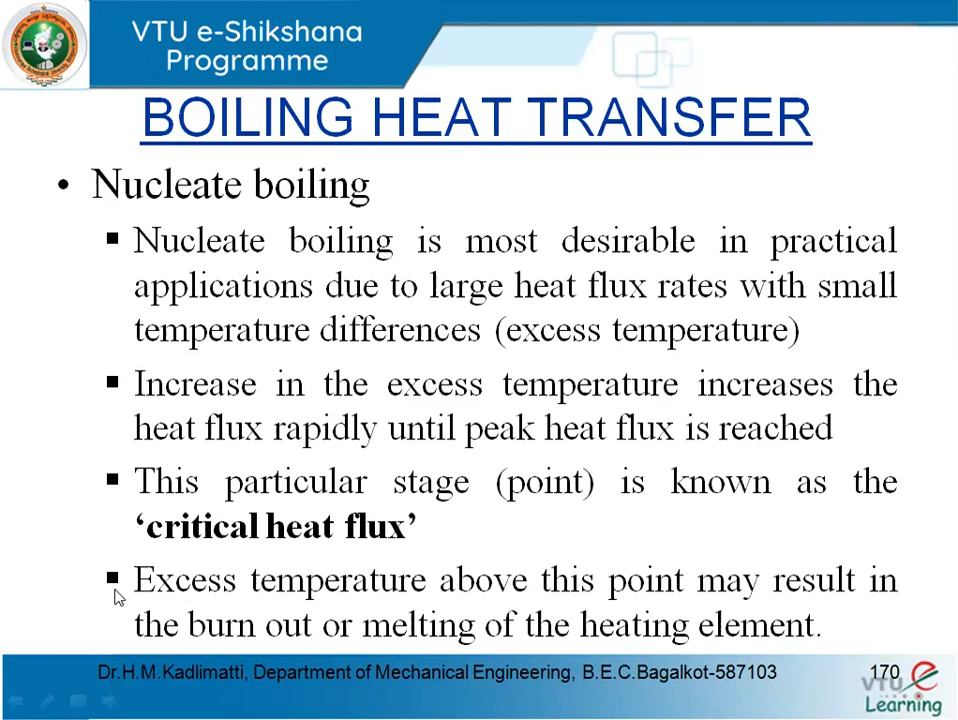 VTU e-Shikshana
Programme
BOILING HEAT TRANSFER
• Nucleate boiling
▪ Nucleate boiling is most desirable in practical
applications due to large heat flux rates with small
temperature differences (excess temperature)
▪ Increase in the excess temperature increases the
heat flux rapidly until peak heat flux is reached
▪ This particular stage (point) is known as the
‘critical heat flux’
▪ Excess temperature above this point may result in
the burn out or melting of the heating element.
Dr.H.M.Kadlimatti, Department of Mechanical Engineering, B.E.C.Bagalkot-587103
170
VTU e
Learning